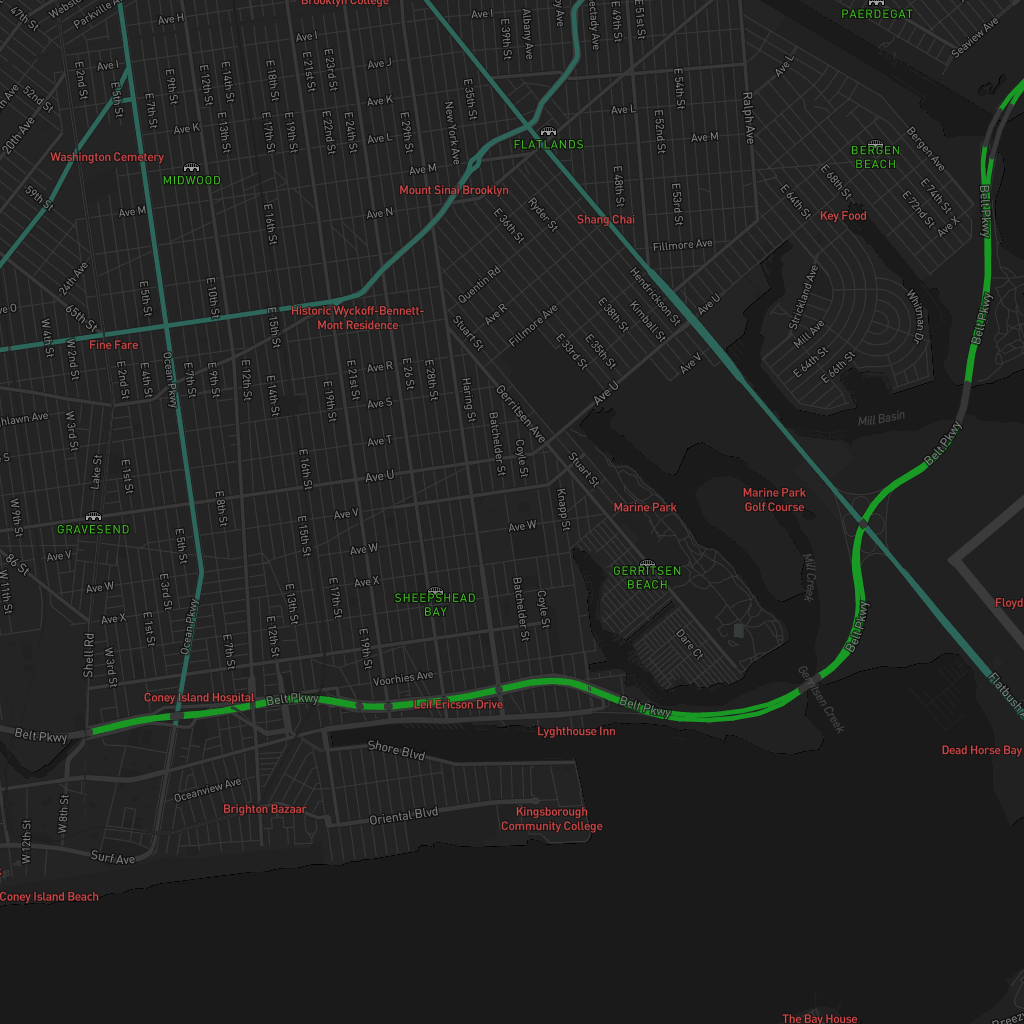 47th St
Webster
Parkville Av
Ave H
Brooklyn College
Ave I
E 39th St
Albany Ave
E 49th St
E 51st St
PAERDEGAT
Seaview Ave
Ave I
Ave I
E 2nd St
E 5th St
E 7th St
E 9th St
E 12th St
E 14th St
E 18th St
E 21st St
E 23rd St
Ave J
E 35th St
E 54th St
Ave L
52nd St
20th Ave
Ave K
Ave K
E 13th St
E 17th St
E 19th St
E 22nd St
E 24th St
E 29th St
Ave L
New York Ave
Ave L
E 52nd St
Ave M
Ralph Ave
Bergen Ave
FLATLANDS
BERGEN
BEACH
Washington Cemetery
MIDWOOD
Ave M
Mount Sinai Brooklyn
E 48th St
E 53rd St
E 64th St
E 68th St
E 72nd St
E 74th St
Ave X
59th St
Ave M
E 16th St
Ave N
E 36th St
Ryder St
Shang Chai
Key Food
Belt Pkwy
Fillmore Ave
24th Ave
E 5th St
E 10th St
Quentin Rd
Hendrickson St
Strickland Ave
Whitman Dr
Belt Pkwy
65th St
W 4th St
W 2nd St
E 15th St
Historic Wyckoff-Bennett-
Mont Residence
Ave R
Stuart St
Fillmore Ave
E 38th St
Kimball St
Ave U
Mill Ave
Fine Fare
E 2nd St
E 4th St
Ocean Pkwy
E 7th St
E 9th St
E 12th St
E 14th St
E 19th St
E 21st St
Ave R
E 26 St
E 28th St
E 33rd St
E 35th St
Ave V
E 64th St
E 66th St
Ave S
Haring St
Gerritsen Ave
Ave U
Mill Basin
W 3rd St
Ave T
Batchelder St
Coyle St
Stuart St
Belt Pkwy
Lake St
E 1st St
E 16th St
Ave U
Knapp St
Marine Park
Marine Park
Golf Course
W 9th St
GRAVESEND
E 8th St
E 5th St
Ave V
E 15th St
Ave W
86 St
Ave V
Ave W
W 11th St
Ave W
E 3rd St
Ave X
E 13th St
E 17th St
GERRITSEN
BEACH
Mill Creek
SHEEPSHEAD
BAY
Batchelder St
Coyle St
Floyd
Ave X
E 1st St
Ocean Pkwy
E 7th St
E 12th St
E 19th St
Dare Ct
Belt Pkwy
Shell Rd
W 3rd St
Voorhies Ave
Gerritsen Creek
Flatbush
Coney Island Hospital
Belt Pkwy
Leif Ericson Drive
Belt Pkwy
Belt Pkwy
Lyghthouse Inn
Shore Blvd
Dead Horse Bay
Oceanview Ave
W 8th St
Brighton Bazaar
Oriental Blvd
Kingsborough
Community College
W 12th St
Surf Ave
Coney Island Beach
The Bay House
Breezy